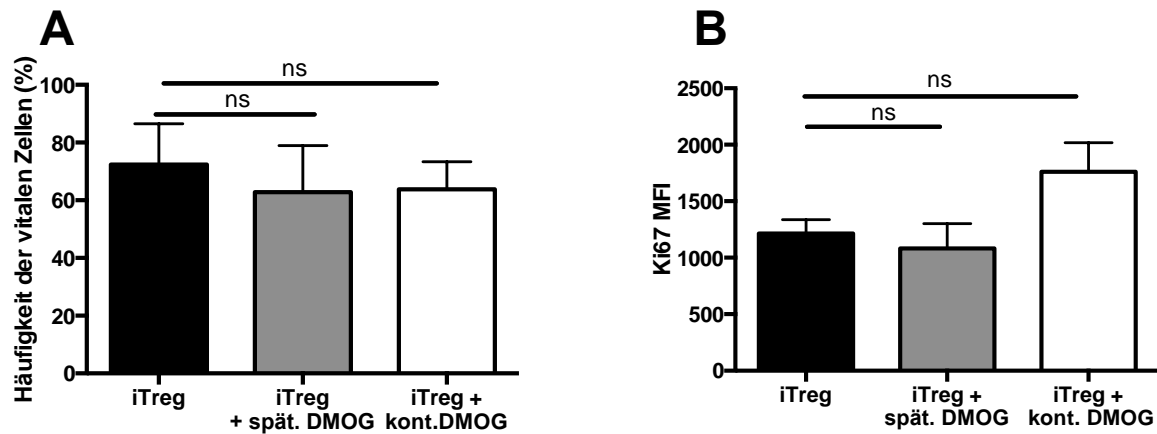 A
Häufigkeit der vitalen Zellen (%)
100
80
60
40
20
0
ns
ns
iTreg
iTreg
+ spät. DMOG
iTreg +
kont.DMOG
B
Ki67 MFI
2500
2000
1500
1000
500
0
ns
ns
iTreg
iTreg +
spät. DMOG
iTreg +
kont. DMOG